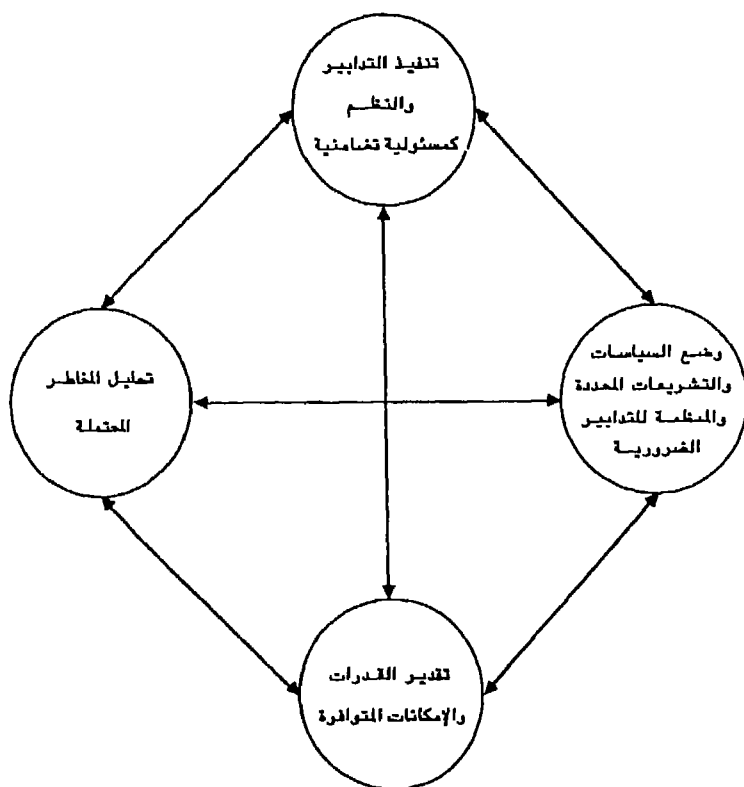 تنفيذ التدابير
والنظم
كمسئولية تضامنية
وضع السياسات
والتشريعات المحددة
والمنظمة للتدابير
الضرورية
تحليل المخاطر
المحتملة
تقدير القدرات
والإمكانات المتوافرة